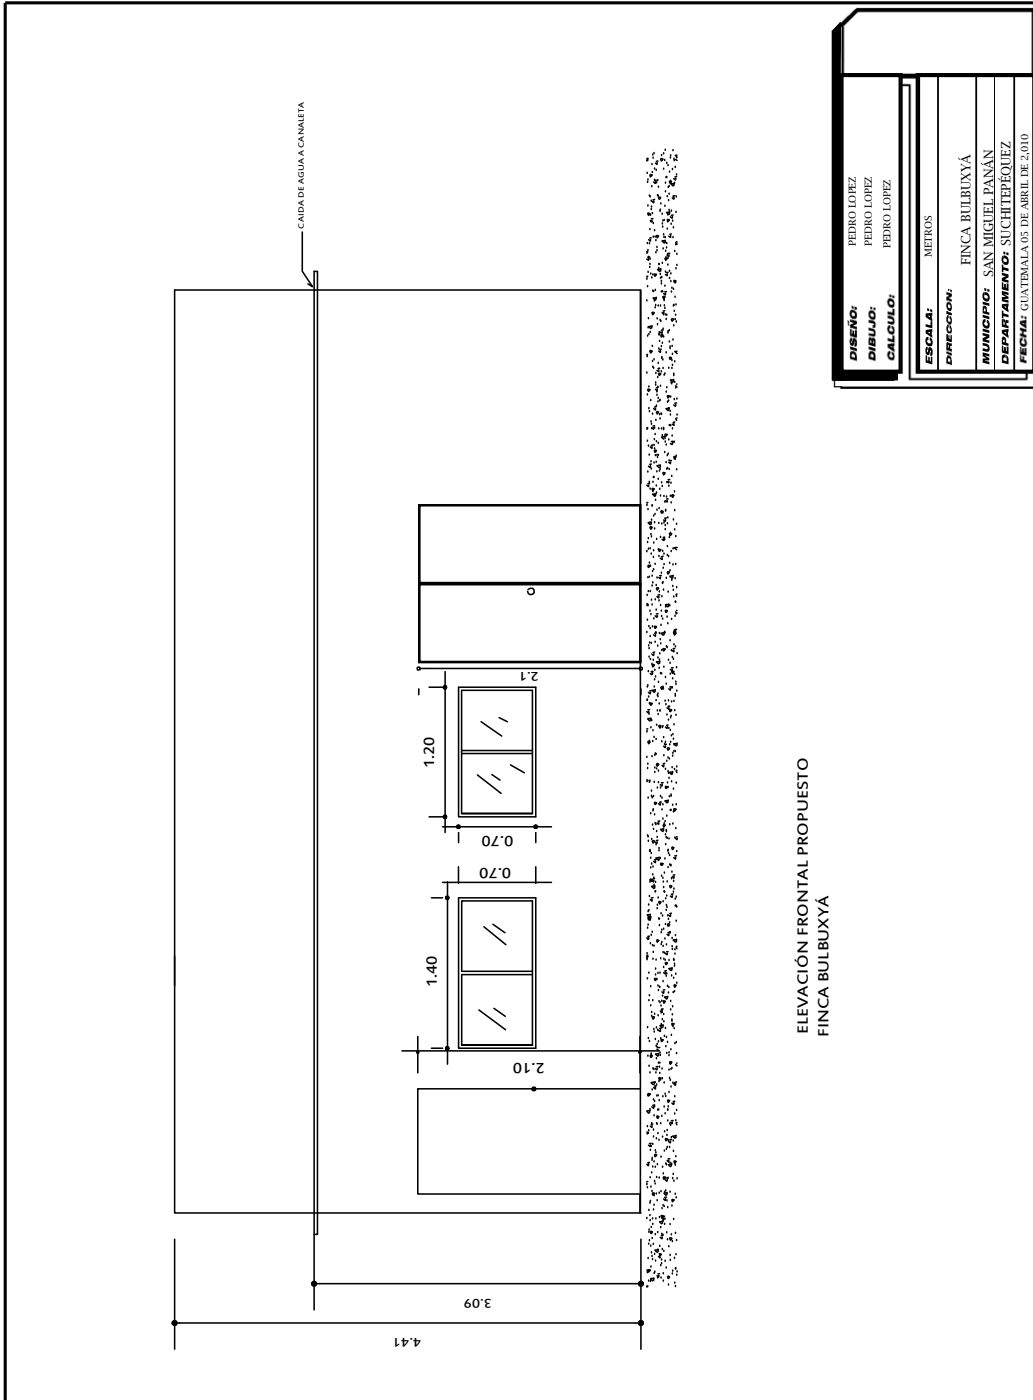 CAIDA DE AGUA A CANALETA
2.1
1.20
0.70
0.70
1.40
2.10
3.09
4.41
ELEVACIÓN FRONTAL PROPUESTO
FINCA BULBUXYÁ
DISEÑO: PEDRO LOPEZ
DIBUJO: PEDRO LOPEZ
CALCULO: PEDRO LOPEZ
ESCALA: METROS
DIRECCION: FINCA BULBUXYÁ
MUNICIPIO: SAN MIGUEL PANÁN
DEPARTAMENTO: SUCHITEPÉQUEZ
FECHA: GUATEMALA 05 DE ABRIL DE 2,010